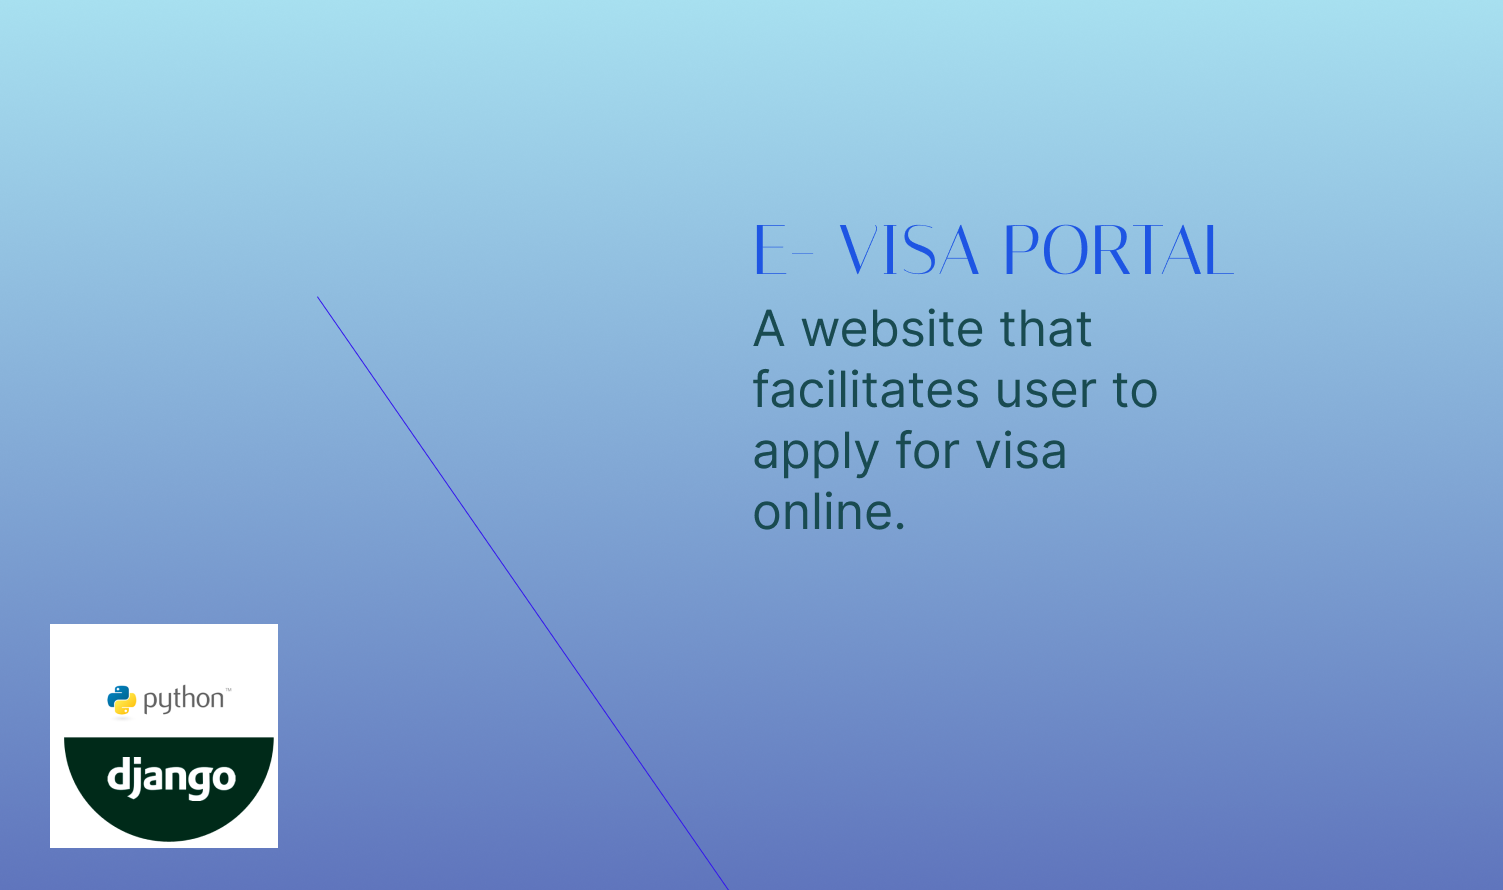 E- VISA PORTAL
A website that
facilitates user to
apply for visa
online.
python™
django